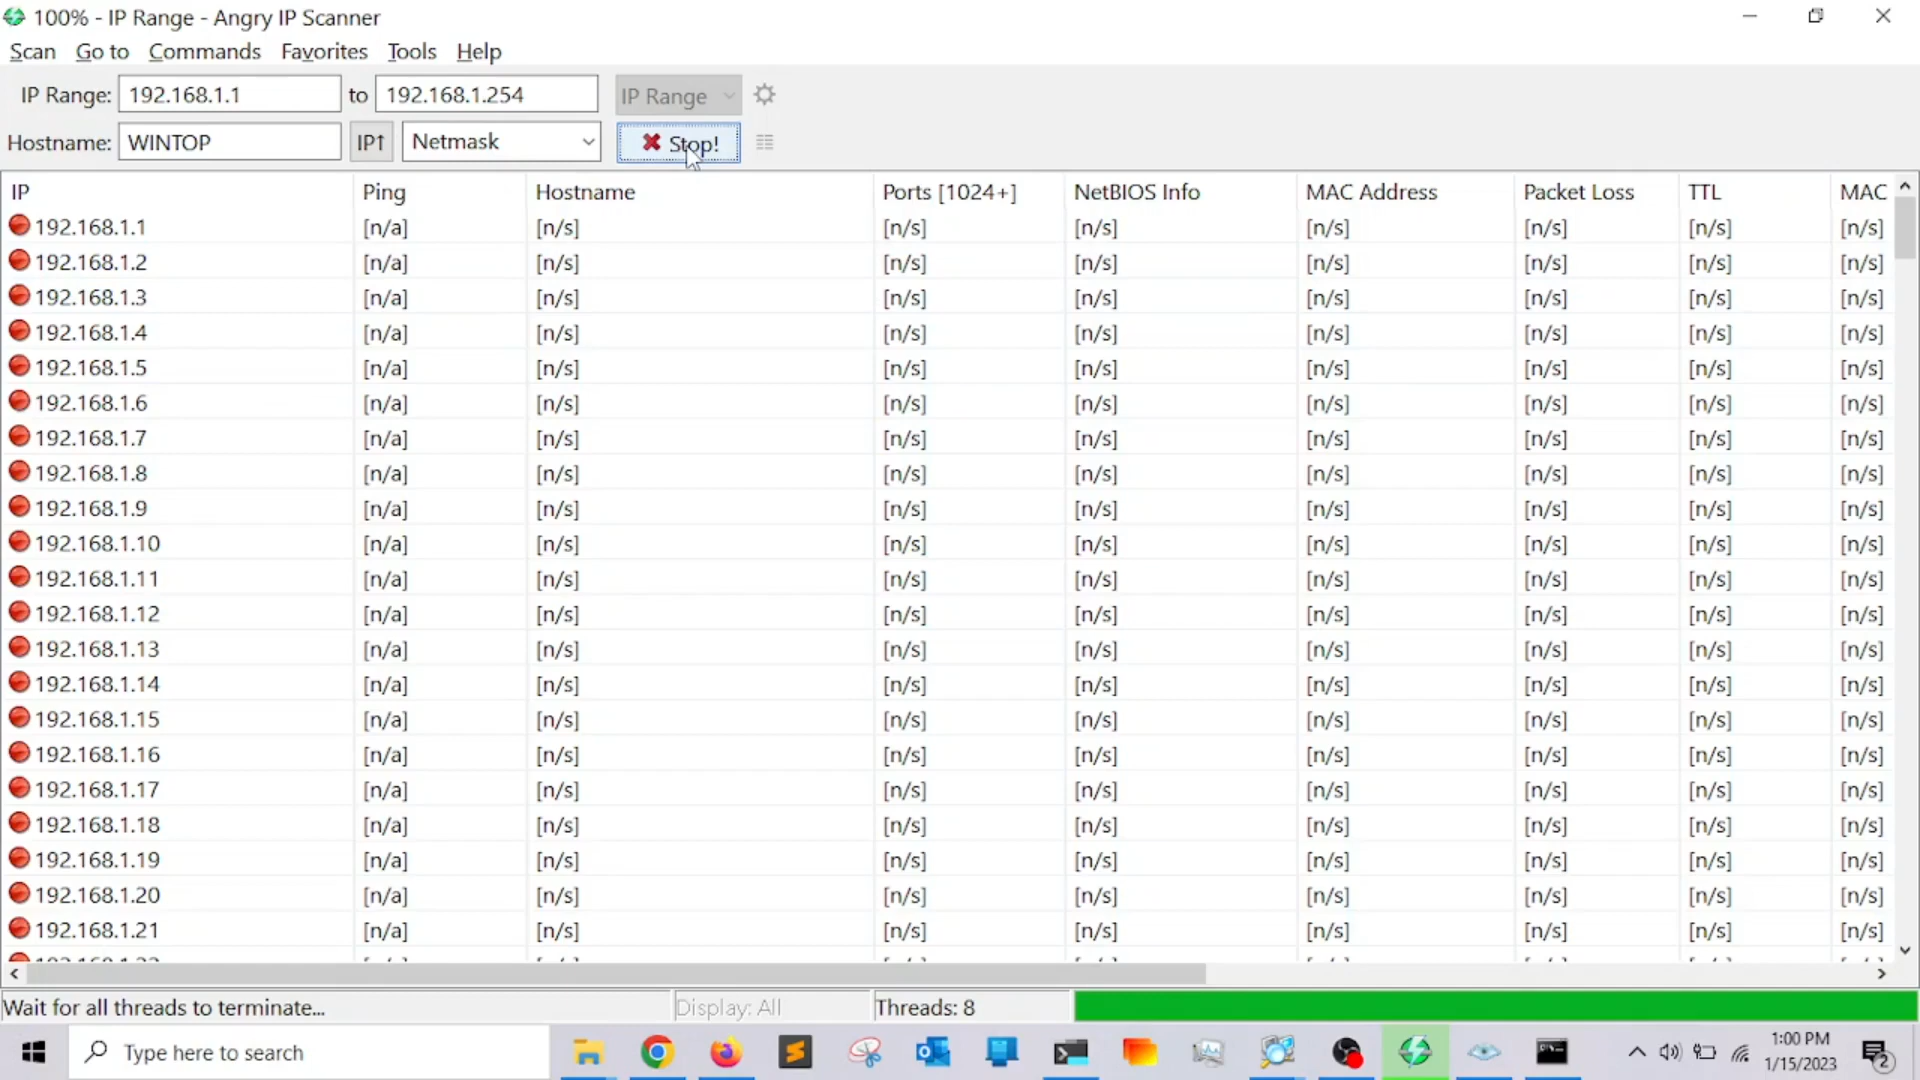 100% - IP Range - Angry IP Scanner
Scan Go to Commands Favorites Tools Help
IP Range: 192.168.1.1 to 192.168.1.254 IP Range
Hostname: WINTOP IP↑ Netmask Stop!
IP Ping Hostname Ports [1024+] NetBIOS Info MAC Address Packet Loss TTL MAC
192.168.1.1 [n/a] [n/s] [n/s] [n/s] [n/s] [n/s] [n/s] [n/s]
192.168.1.2 [n/a] [n/s] [n/s] [n/s] [n/s] [n/s] [n/s] [n/s]
192.168.1.3 [n/a] [n/s] [n/s] [n/s] [n/s] [n/s] [n/s] [n/s]
192.168.1.4 [n/a] [n/s] [n/s] [n/s] [n/s] [n/s] [n/s] [n/s]
192.168.1.5 [n/a] [n/s] [n/s] [n/s] [n/s] [n/s] [n/s] [n/s]
192.168.1.6 [n/a] [n/s] [n/s] [n/s] [n/s] [n/s] [n/s] [n/s]
192.168.1.7 [n/a] [n/s] [n/s] [n/s] [n/s] [n/s] [n/s] [n/s]
192.168.1.8 [n/a] [n/s] [n/s] [n/s] [n/s] [n/s] [n/s] [n/s]
192.168.1.9 [n/a] [n/s] [n/s] [n/s] [n/s] [n/s] [n/s] [n/s]
192.168.1.10 [n/a] [n/s] [n/s] [n/s] [n/s] [n/s] [n/s] [n/s]
192.168.1.11 [n/a] [n/s] [n/s] [n/s] [n/s] [n/s] [n/s] [n/s]
192.168.1.12 [n/a] [n/s] [n/s] [n/s] [n/s] [n/s] [n/s] [n/s]
192.168.1.13 [n/a] [n/s] [n/s] [n/s] [n/s] [n/s] [n/s] [n/s]
192.168.1.14 [n/a] [n/s] [n/s] [n/s] [n/s] [n/s] [n/s] [n/s]
192.168.1.15 [n/a] [n/s] [n/s] [n/s] [n/s] [n/s] [n/s] [n/s]
192.168.1.16 [n/a] [n/s] [n/s] [n/s] [n/s] [n/s] [n/s] [n/s]
192.168.1.17 [n/a] [n/s] [n/s] [n/s] [n/s] [n/s] [n/s] [n/s]
192.168.1.18 [n/a] [n/s] [n/s] [n/s] [n/s] [n/s] [n/s] [n/s]
192.168.1.19 [n/a] [n/s] [n/s] [n/s] [n/s] [n/s] [n/s] [n/s]
192.168.1.20 [n/a] [n/s] [n/s] [n/s] [n/s] [n/s] [n/s] [n/s]
192.168.1.21 [n/a] [n/s] [n/s] [n/s] [n/s] [n/s] [n/s] [n/s]
Wait for all threads to terminate... Display: All Threads: 8
Type here to search
1:00 PM
1/15/2023
2